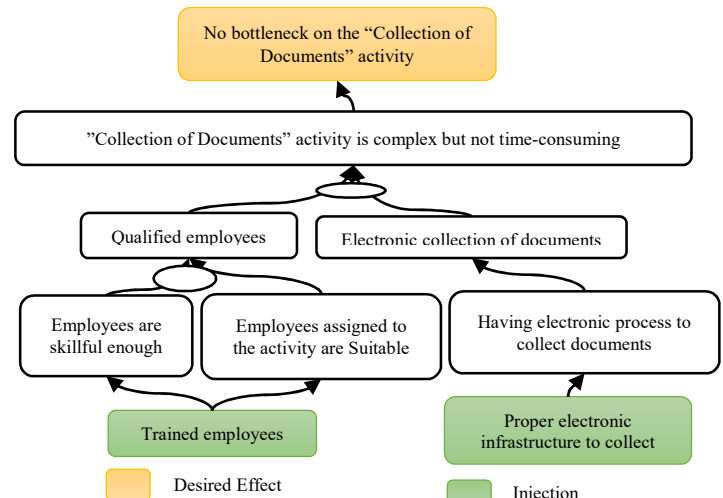 No bottleneck on the “Collection of
Documents” activity
”Collection of Documents” activity is complex but not time-consuming
Qualified employees
Electronic collection of documents
Employees are
skillful enough
Employees assigned to
the activity are Suitable
Having electronic process to
collect documents
Trained employees
Proper electronic
infrastructure to collect
Desired Effect
Injection